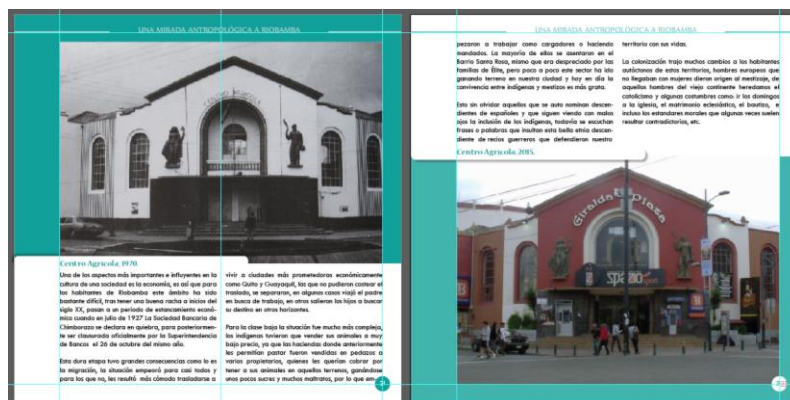 UNA MIRADA ANTROPOLÓGICA A RIOBAMBA
CENTRO AGRICOLA
Centro Agrícola, 1970.
Una de los aspectos más importantes e influyentes en la
cultura de una sociedad es la economía, es así que para
los habitantes de Riobamba este ámbito ha sido
bastante difícil, tras tener una buena racha a inicios del
siglo XX, pasan a un periodo de estancamiento económi-
co cuando en julio de 1927 La Sociedad Bancaria de
Chimborazo se declara en quiebra, para posteriormen-
te ser clausurada oficialmente por la Superintendencia
de Bancos el 26 de octubre del mismo año.
Esta dura etapa tuvo grandes consecuencias como lo es
la migración, la situación empeoró para casi todos y
para los que no, les resultó más cómodo trasladarse a
vivir a ciudades más prometedoras económicamente
como Quito y Guayaquil, las que no pudieron costear el
traslado, se separaron, en algunos casos viajó el padre
en busca de trabajo, en otros salieron los hijos a buscar
su destino en otros horizontes.
Para la clase baja la situación fue mucho más compleja,
los indígenas tuvieron que vender sus animales a muy
bajo precio, ya que las haciendas donde anteriormente
les permitían pastar fueron vendidas en pedazos a
varios propietarios, quienes les querían cobrar por
tener a sus animales en aquellos terrenos, ganándose
unos pocos sucres y muchos maltratos, por lo que em-
21
UNA MIRADA ANTROPOLÓGICA A RIOBAMBA
pezaron a trabajar como cargadores o haciendo
mandados. La mayoría de ellos se asentaron en el
Barrio Santa Rosa, mismo que era despreciado por las
familias de Élite, pero poco a poco este sector ha ido
ganando terreno en nuestra ciudad y hoy en día la
convivencia entre indígenas y mestizos es más grata.
Esto sin olvidar aquellos que se auto nominan descen-
dientes de españoles y que siguen viendo con malos
ojos la inclusión de los indígenas, todavía se escuchan
frases o palabras que insultan esta bella etnia descen-
diente de recios guerreros que defendieron nuestro
territorio con sus vidas.
La colonización trajo muchos cambios a los habitantes
autóctonos de estos territorios, hombres europeos que
no llegaban con mujeres dieron origen al mestizaje, de
aquellos hombres del viejo continente heredamos el
catolicismo y algunas costumbres como: ir los domingos
a la iglesia, el matrimonio eclesiástico, el bautizo, e
incluso los estandares morales que algunas veces suelen
resultar contradictorios, etc.
Centro Agrícola, 2015.
Giralda Plaza
SPAZIO